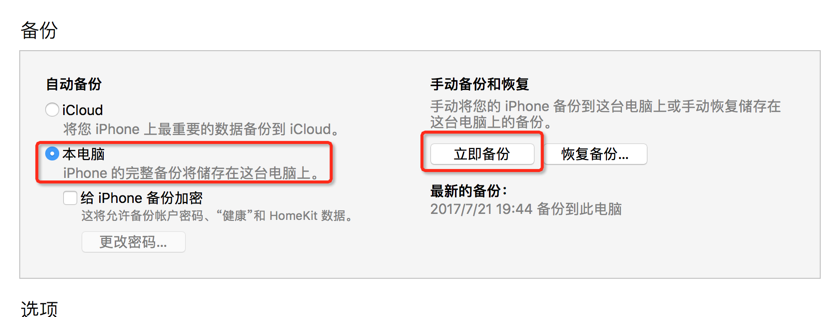 备份
自动备份
iCloud
将您 iPhone 上最重要的数据备份到 iCloud。
本电脑
iPhone 的完整备份将储存在这台电脑上。
给 iPhone 备份加密
这将允许备份帐户密码、“健康”和 HomeKit 数据。
更改密码...
手动备份和恢复
手动将您的 iPhone 备份到这台电脑上或手动恢复储存在
这台电脑上的备份。
立即备份
恢复备份...
最新的备份：
2017/7/21 19:44 备份到此电脑
选项